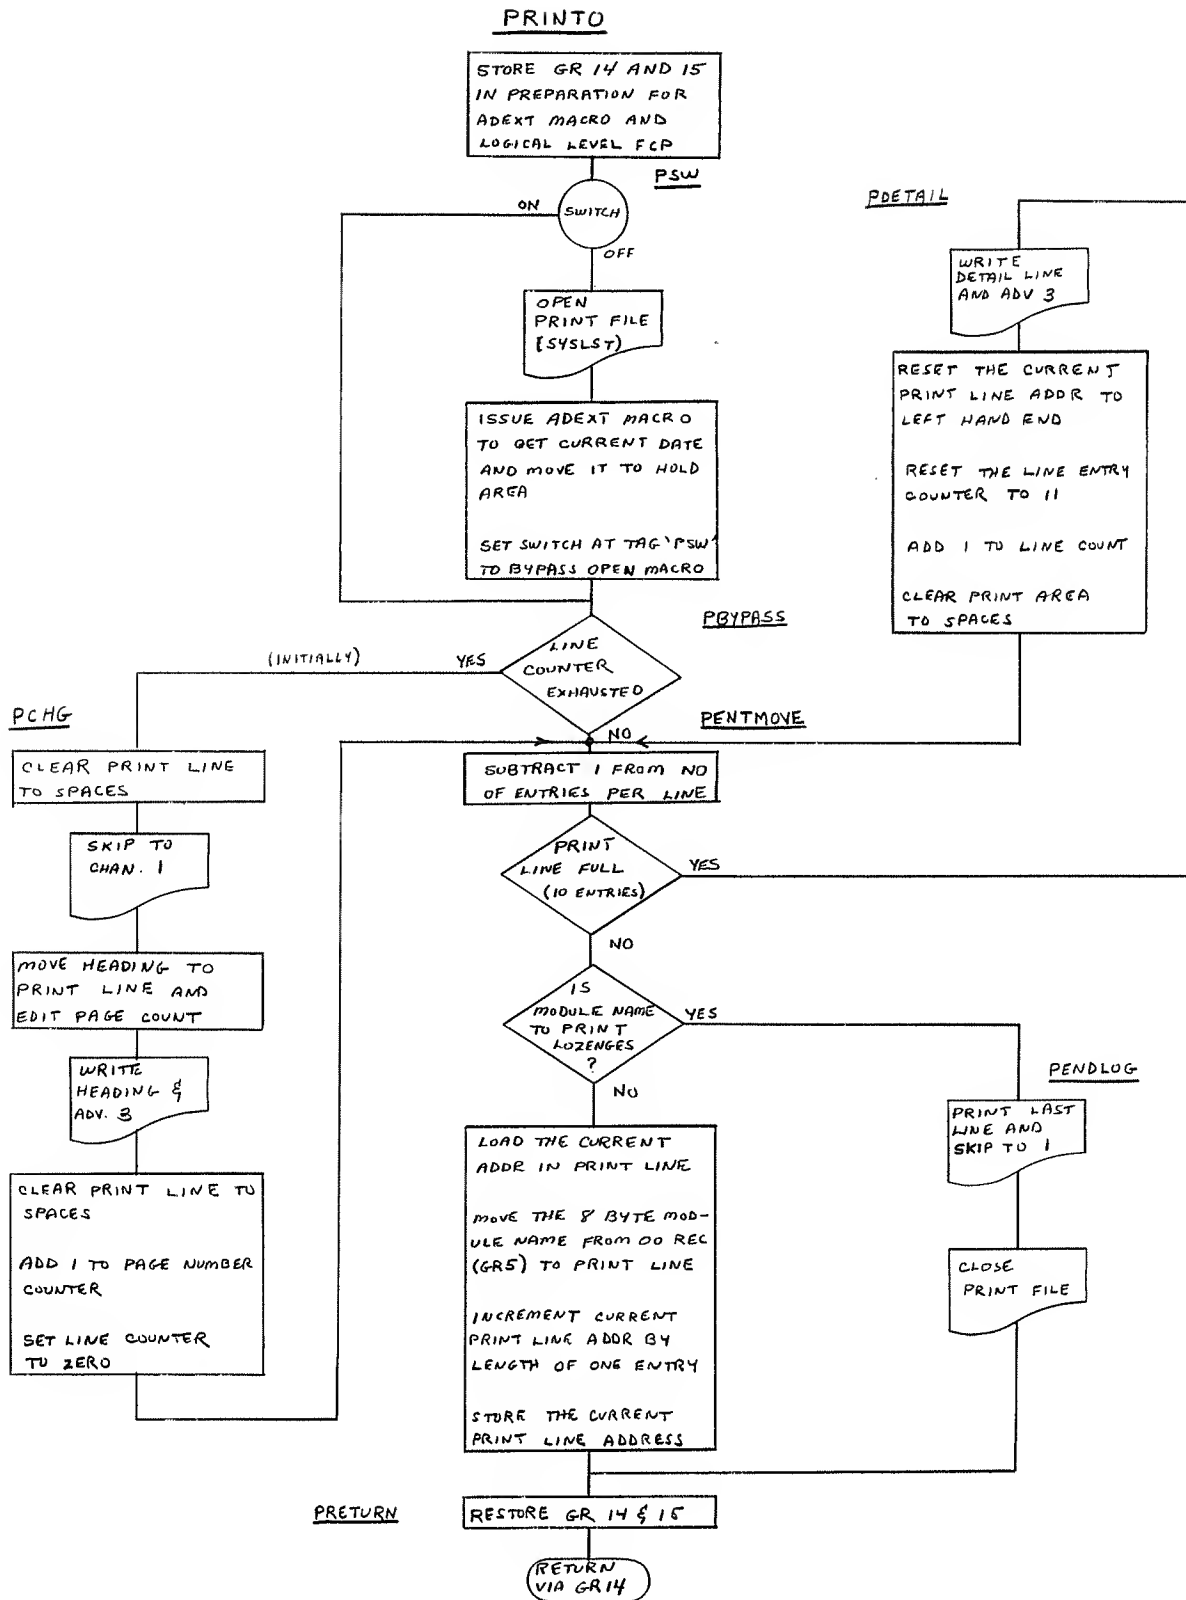 PRINTO
STORE GR 14 AND 15
IN PREPARATION FOR
ADEXT MACRO AND
LOGICAL LEVEL FCP
PSW
ON
SWITCH
OFF
OPEN
PRINT FILE
[SYSLST)
ISSUE ADEXT MACRO
TO GET CURRENT DATE
AND MOVE IT TO HOLD
AREA
SET SWITCH AT TAG 'PSW'
TO BYPASS OPEN MACRO
PBYPASS
LINE
COUNTER
EXHAUSTED
(INITIALLY)
YES
NO
PCHG
CLEAR PRINT LINE
TO SPACES
SKIP TO
CHAN. 1
MOVE HEADING TO
PRINT LINE AND
EDIT PAGE COUNT
WRITE
HEADING &
ADV. 3
CLEAR PRINT LINE TO
SPACES
ADD 1 TO PAGE NUMBER
COUNTER
SET LINE COUNTER
TO ZERO
PENTMOVE
SUBTRACT 1 FROM NO
OF ENTRIES PER LINE
PRINT
LINE FULL
(10 ENTRIES)
YES
NO
PDETAIL
WRITE
DETAIL LINE
AND ADV 3
RESET THE CURRENT
PRINT LINE ADDR TO
LEFT HAND END
RESET THE LINE ENTRY
COUNTER TO 11
ADD 1 TO LINE COUNT
CLEAR PRINT AREA
TO SPACES
IS
MODULE NAME
TO PRINT
LOZENGES
?
YES
NO
PENDLOG
PRINT LAST
LINE AND
SKIP TO 1
CLOSE
PRINT FILE
LOAD THE CURRENT
ADDR IN PRINT LINE
MOVE THE 8 BYTE MOD-
ULE NAME FROM 00 REC
(GR5) TO PRINT LINE
INCREMENT CURRENT
PRINT LINE ADDR BY
LENGTH OF ONE ENTRY
STORE THE CURRENT
PRINT LINE ADDRESS
PRETURN
RESTORE GR 14 & 15
RETURN
VIA GR14